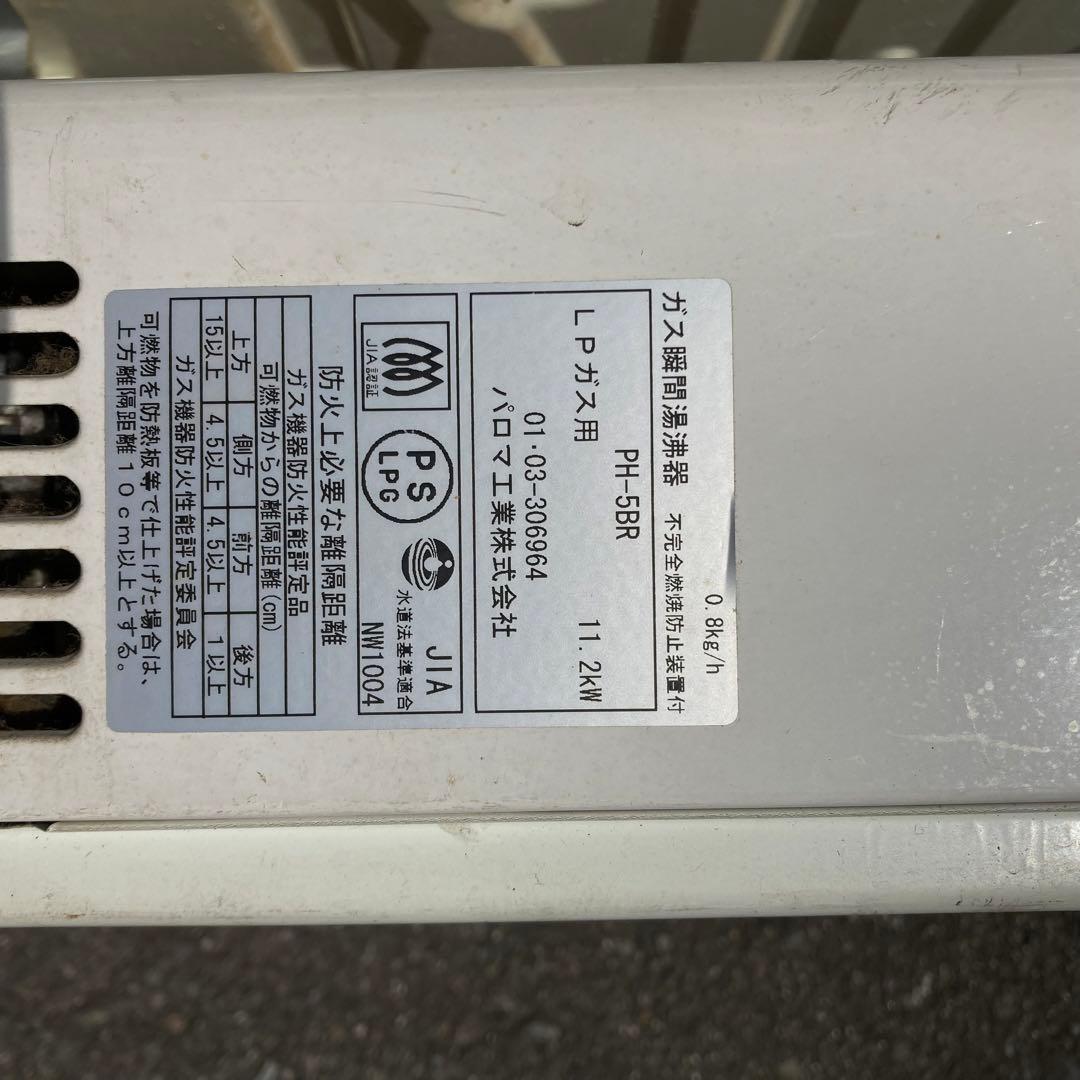 0.8kg/h
ガス瞬間湯沸器 不完全燃焼防止装置付
PH-5BR
LPガス用 11.2kW
01・03-306964
パロマ工業株式会社
JIA認証
PS
LPG
JIA
水道法基準適合
NW1004
防火上必要な離隔距離
ガス機器防火性能評定品
可燃物からの離隔距離(cm)
上方 側方 前方 後方
15以上 4.5以上 4.5以上 1以上
ガス機器防火性能評定委員会
可燃物を防熱板等で仕上げた場合は、
上方離隔距離10cm以上とする。